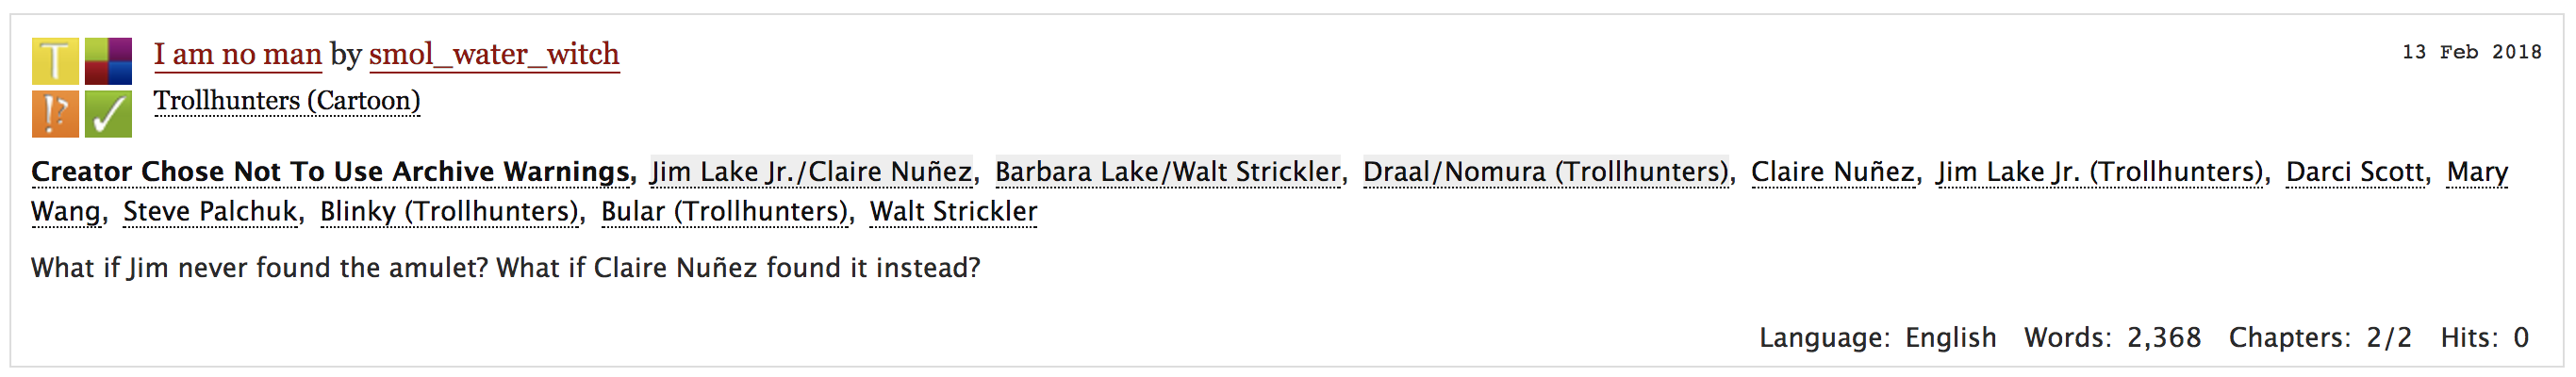 T
I am no man by smol_water_witch
13 Feb 2018
!?
Trollhunters (Cartoon)
Creator Chose Not To Use Archive Warnings, Jim Lake Jr./Claire Nuñez, Barbara Lake/Walt Strickler, Draal/Nomura (Trollhunters), Claire Nuñez, Jim Lake Jr. (Trollhunters), Darci Scott, Mary
Wang, Steve Palchuk, Blinky (Trollhunters), Bular (Trollhunters), Walt Strickler
What if Jim never found the amulet? What if Claire Nuñez found it instead?
Language: English Words: 2,368 Chapters: 2/2 Hits: 0